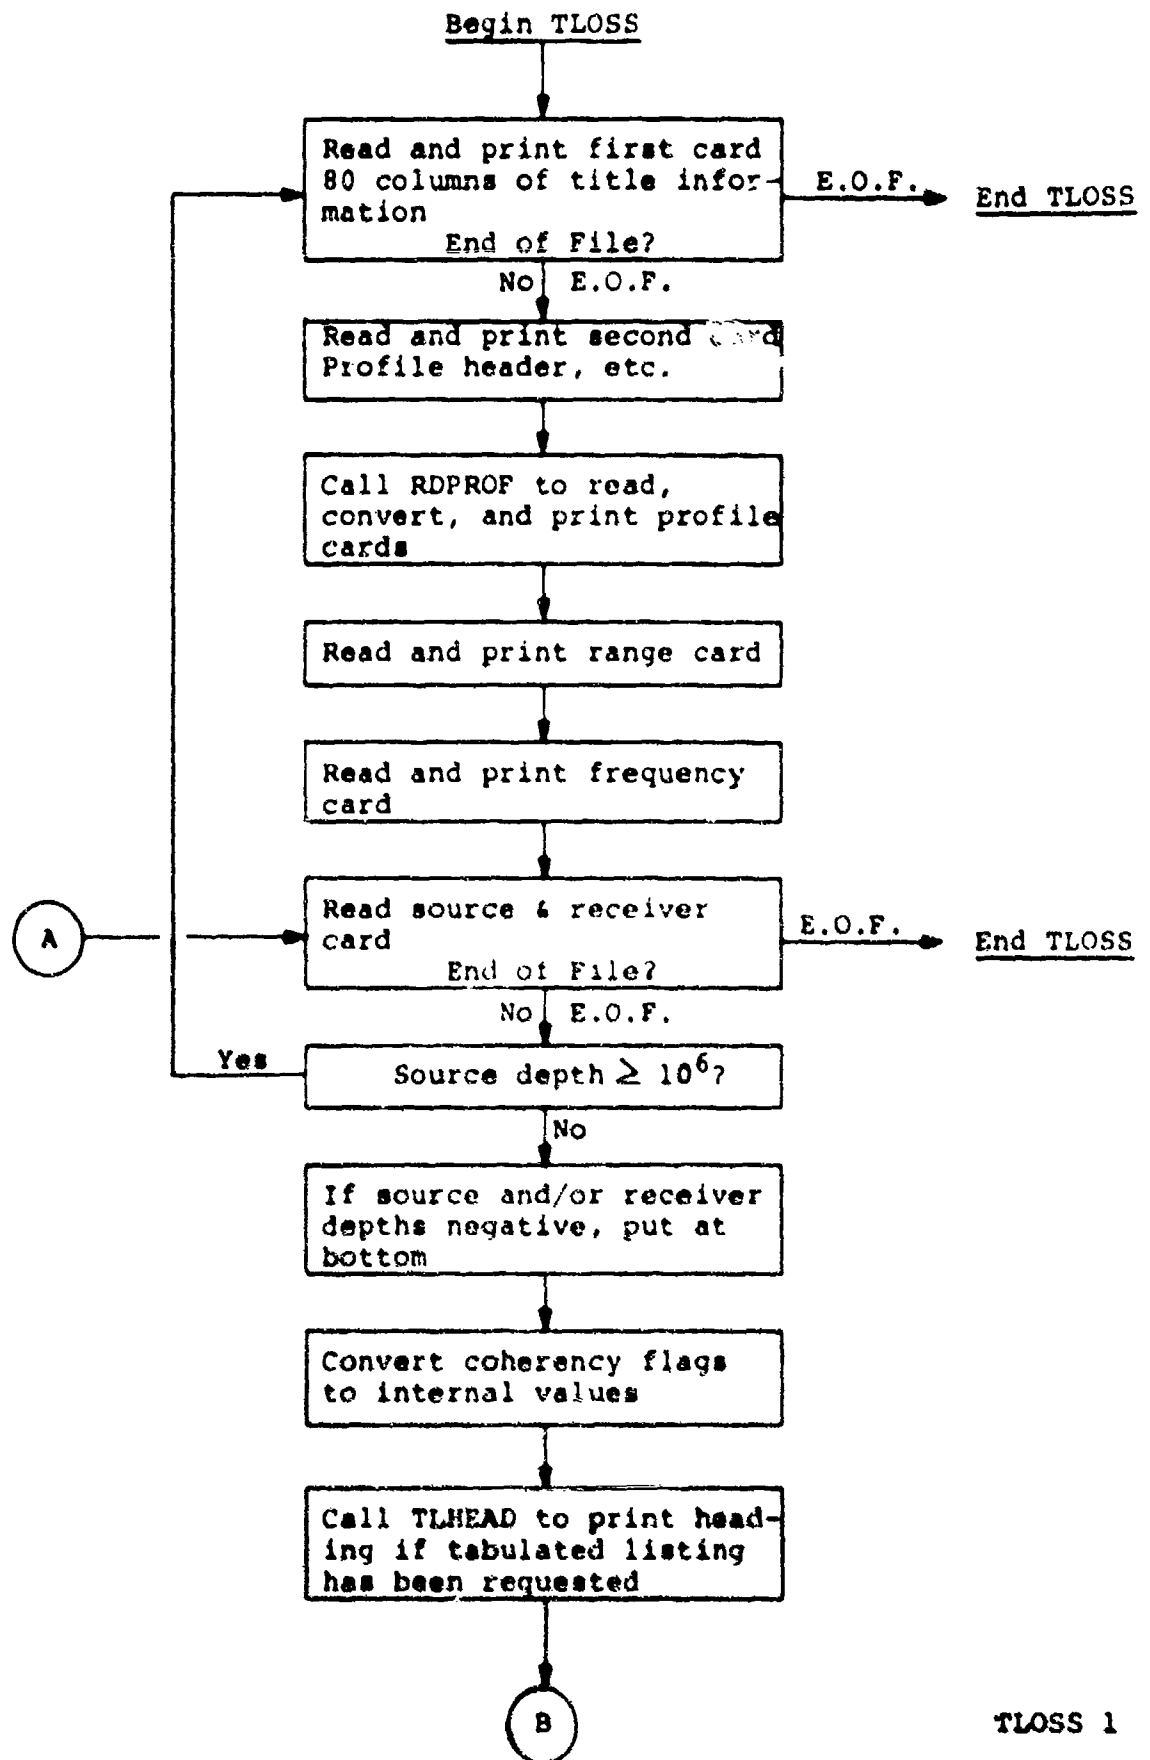 Begin TLOSS
Read and print first card
80 columns of title infor-
mation
End of File?
E.O.F.
End TLOSS
No E.O.F.
Read and print second card
Profile header, etc.
Call RDPROF to read,
convert, and print profile
cards
Read and print range card
Read and print frequency
card
A
Read source & receiver
card
End of File?
E.O.F.
End TLOSS
No E.O.F.
Yes
Source depth ≥ 10⁶?
No
If source and/or receiver
depths negative, put at
bottom
Convert coherency flags
to internal values
Call TLHEAD to print head-
ing if tabulated listing
has been requested
B
TLOSS 1